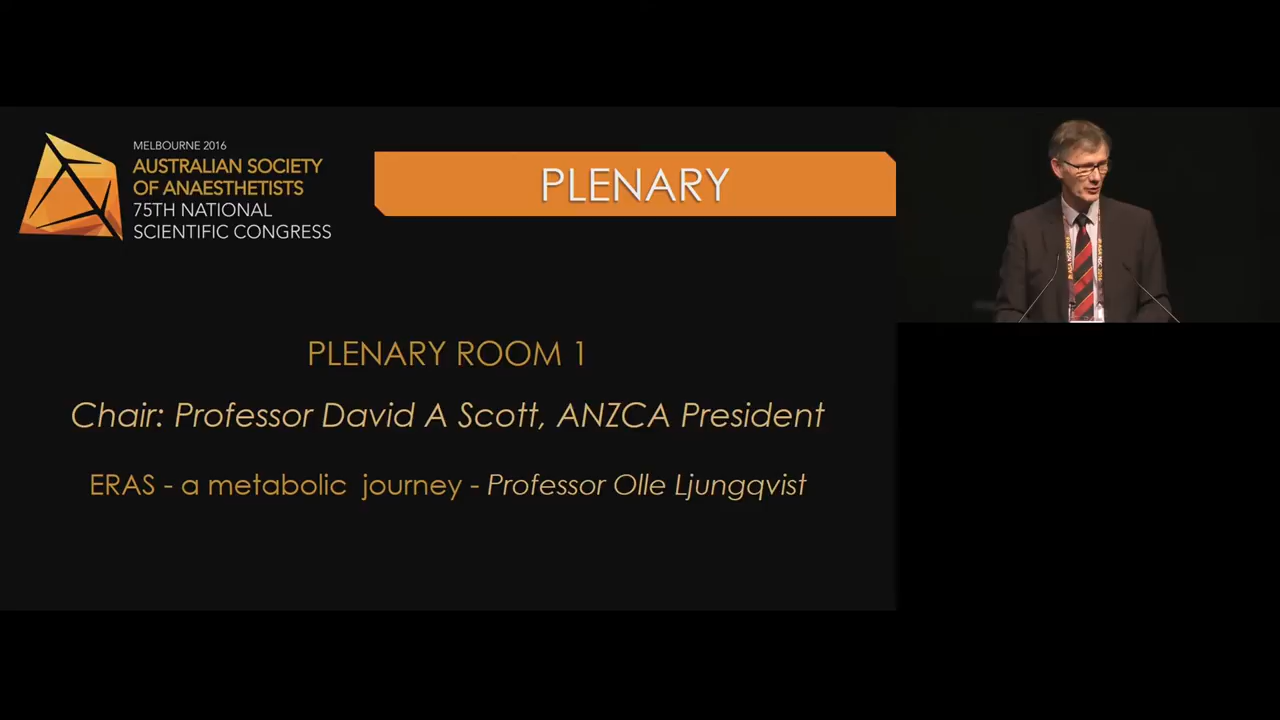 MELBOURNE 2016
AUSTRALIAN SOCIETY
OF ANAESTHETISTS
75TH NATIONAL
SCIENTIFIC CONGRESS
PLENARY
PLENARY ROOM 1
Chair: Professor David A Scott, ANZCA President
ERAS - a metabolic journey - Professor Olle Ljungqvist